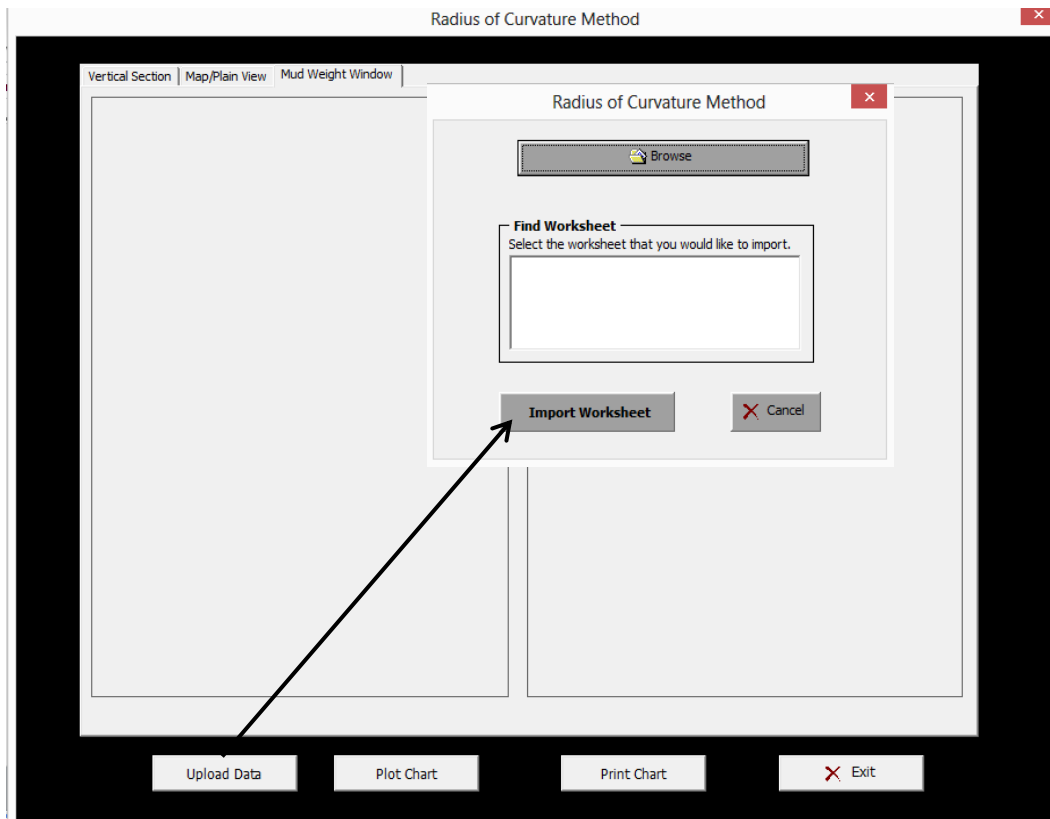 Radius of Curvature Method
Vertical Section
Map/Plain View
Mud Weight Window
Radius of Curvature Method
Browse
Find Worksheet
Select the worksheet that you would like to import.
Import Worksheet
Cancel
Upload Data
Plot Chart
Print Chart
Exit